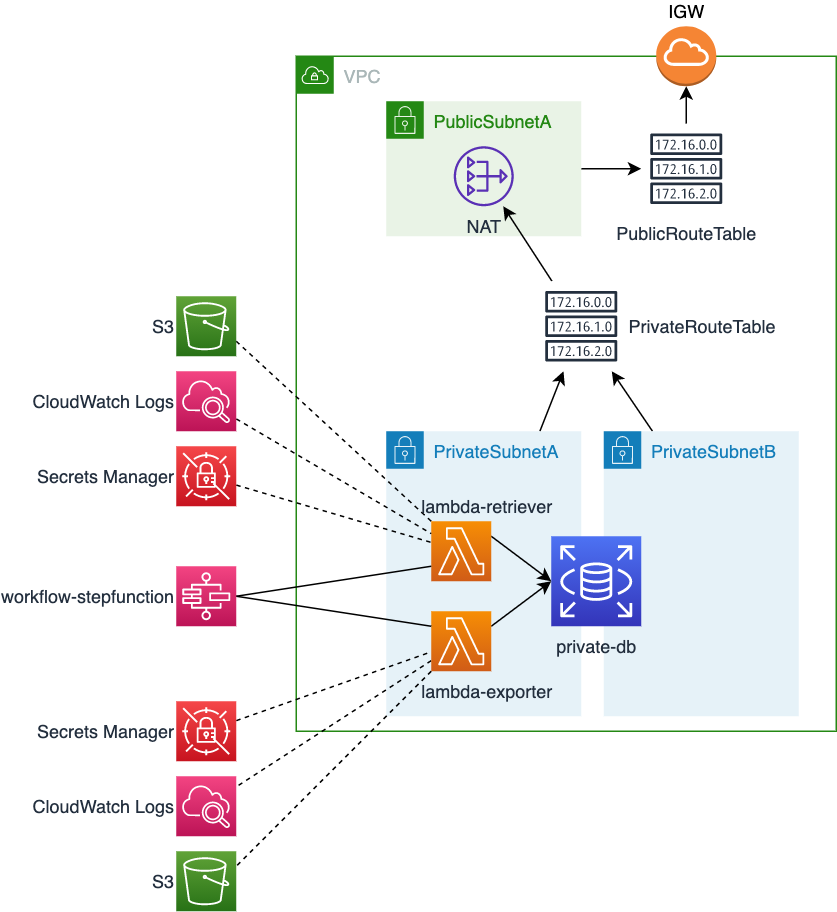 IGW
VPC
PublicSubnetA
172.16.0.0
172.16.1.0
172.16.2.0
NAT
PublicRouteTable
172.16.0.0
172.16.1.0
172.16.2.0
PrivateRouteTable
S3
CloudWatch Logs
Secrets Manager
PrivateSubnetA
PrivateSubnetB
lambda-retriever
workflow-stepfunction
private-db
lambda-exporter
Secrets Manager
CloudWatch Logs
S3